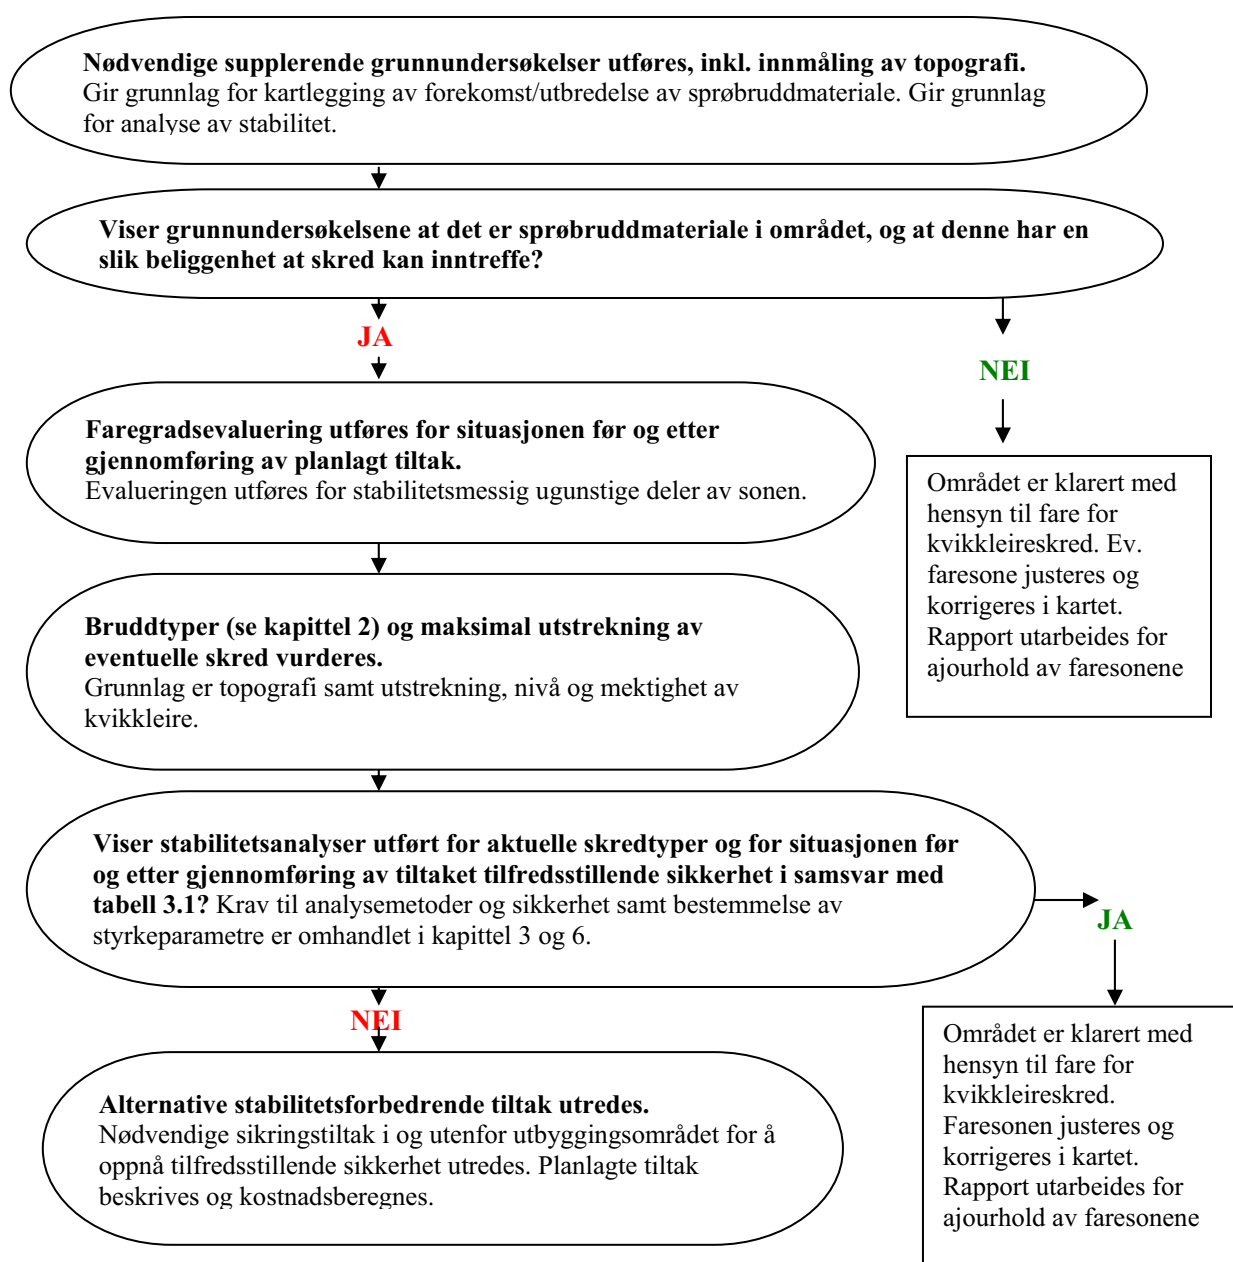 Nødvendige supplerende grunnundersøkelser utføres, inkl. innmåling av topografi.
Gir grunnlag for kartlegging av forekomst/utbredelse av sprøbruddmateriale. Gir grunnlag
for analyse av stabilitet.
Viser grunnundersøkelsene at det er sprøbruddmateriale i området, og at denne har en
slik beliggenhet at skred kan inntreffe?
JA
NEI
Faregradsevaluering utføres for situasjonen før og etter
gjennomføring av planlagt tiltak.
Evalueringen utføres for stabilitetsmessig ugunstige deler av sonen.
Området er klarert med
hensyn til fare for
kvikkleireskred. Ev.
faresone justeres og
korrigeres i kartet.
Rapport utarbeides for
ajourhold av faresonene
Bruddtyper (se kapittel 2) og maksimal utstrekning av
eventuelle skred vurderes.
Grunnlag er topografi samt utstrekning, nivå og mektighet av
kvikkleire.
Viser stabilitetsanalyser utført for aktuelle skredtyper og for situasjonen før
og etter gjennomføring av tiltaket tilfredsstillende sikkerhet i samsvar med
tabell 3.1? Krav til analysemetoder og sikkerhet samt bestemmelse av
styrkeparametre er omhandlet i kapittel 3 og 6.
JA
NEI
Området er klarert med
hensyn til fare for
kvikkleireskred.
Faresonen justeres og
korrigeres i kartet.
Rapport utarbeides for
ajourhold av faresonene
Alternative stabilitetsforbedrende tiltak utredes.
Nødvendige sikringstiltak i og utenfor utbyggingsområdet for å
oppnå tilfredsstillende sikkerhet utredes. Planlagte tiltak
beskrives og kostnadsberegnes.